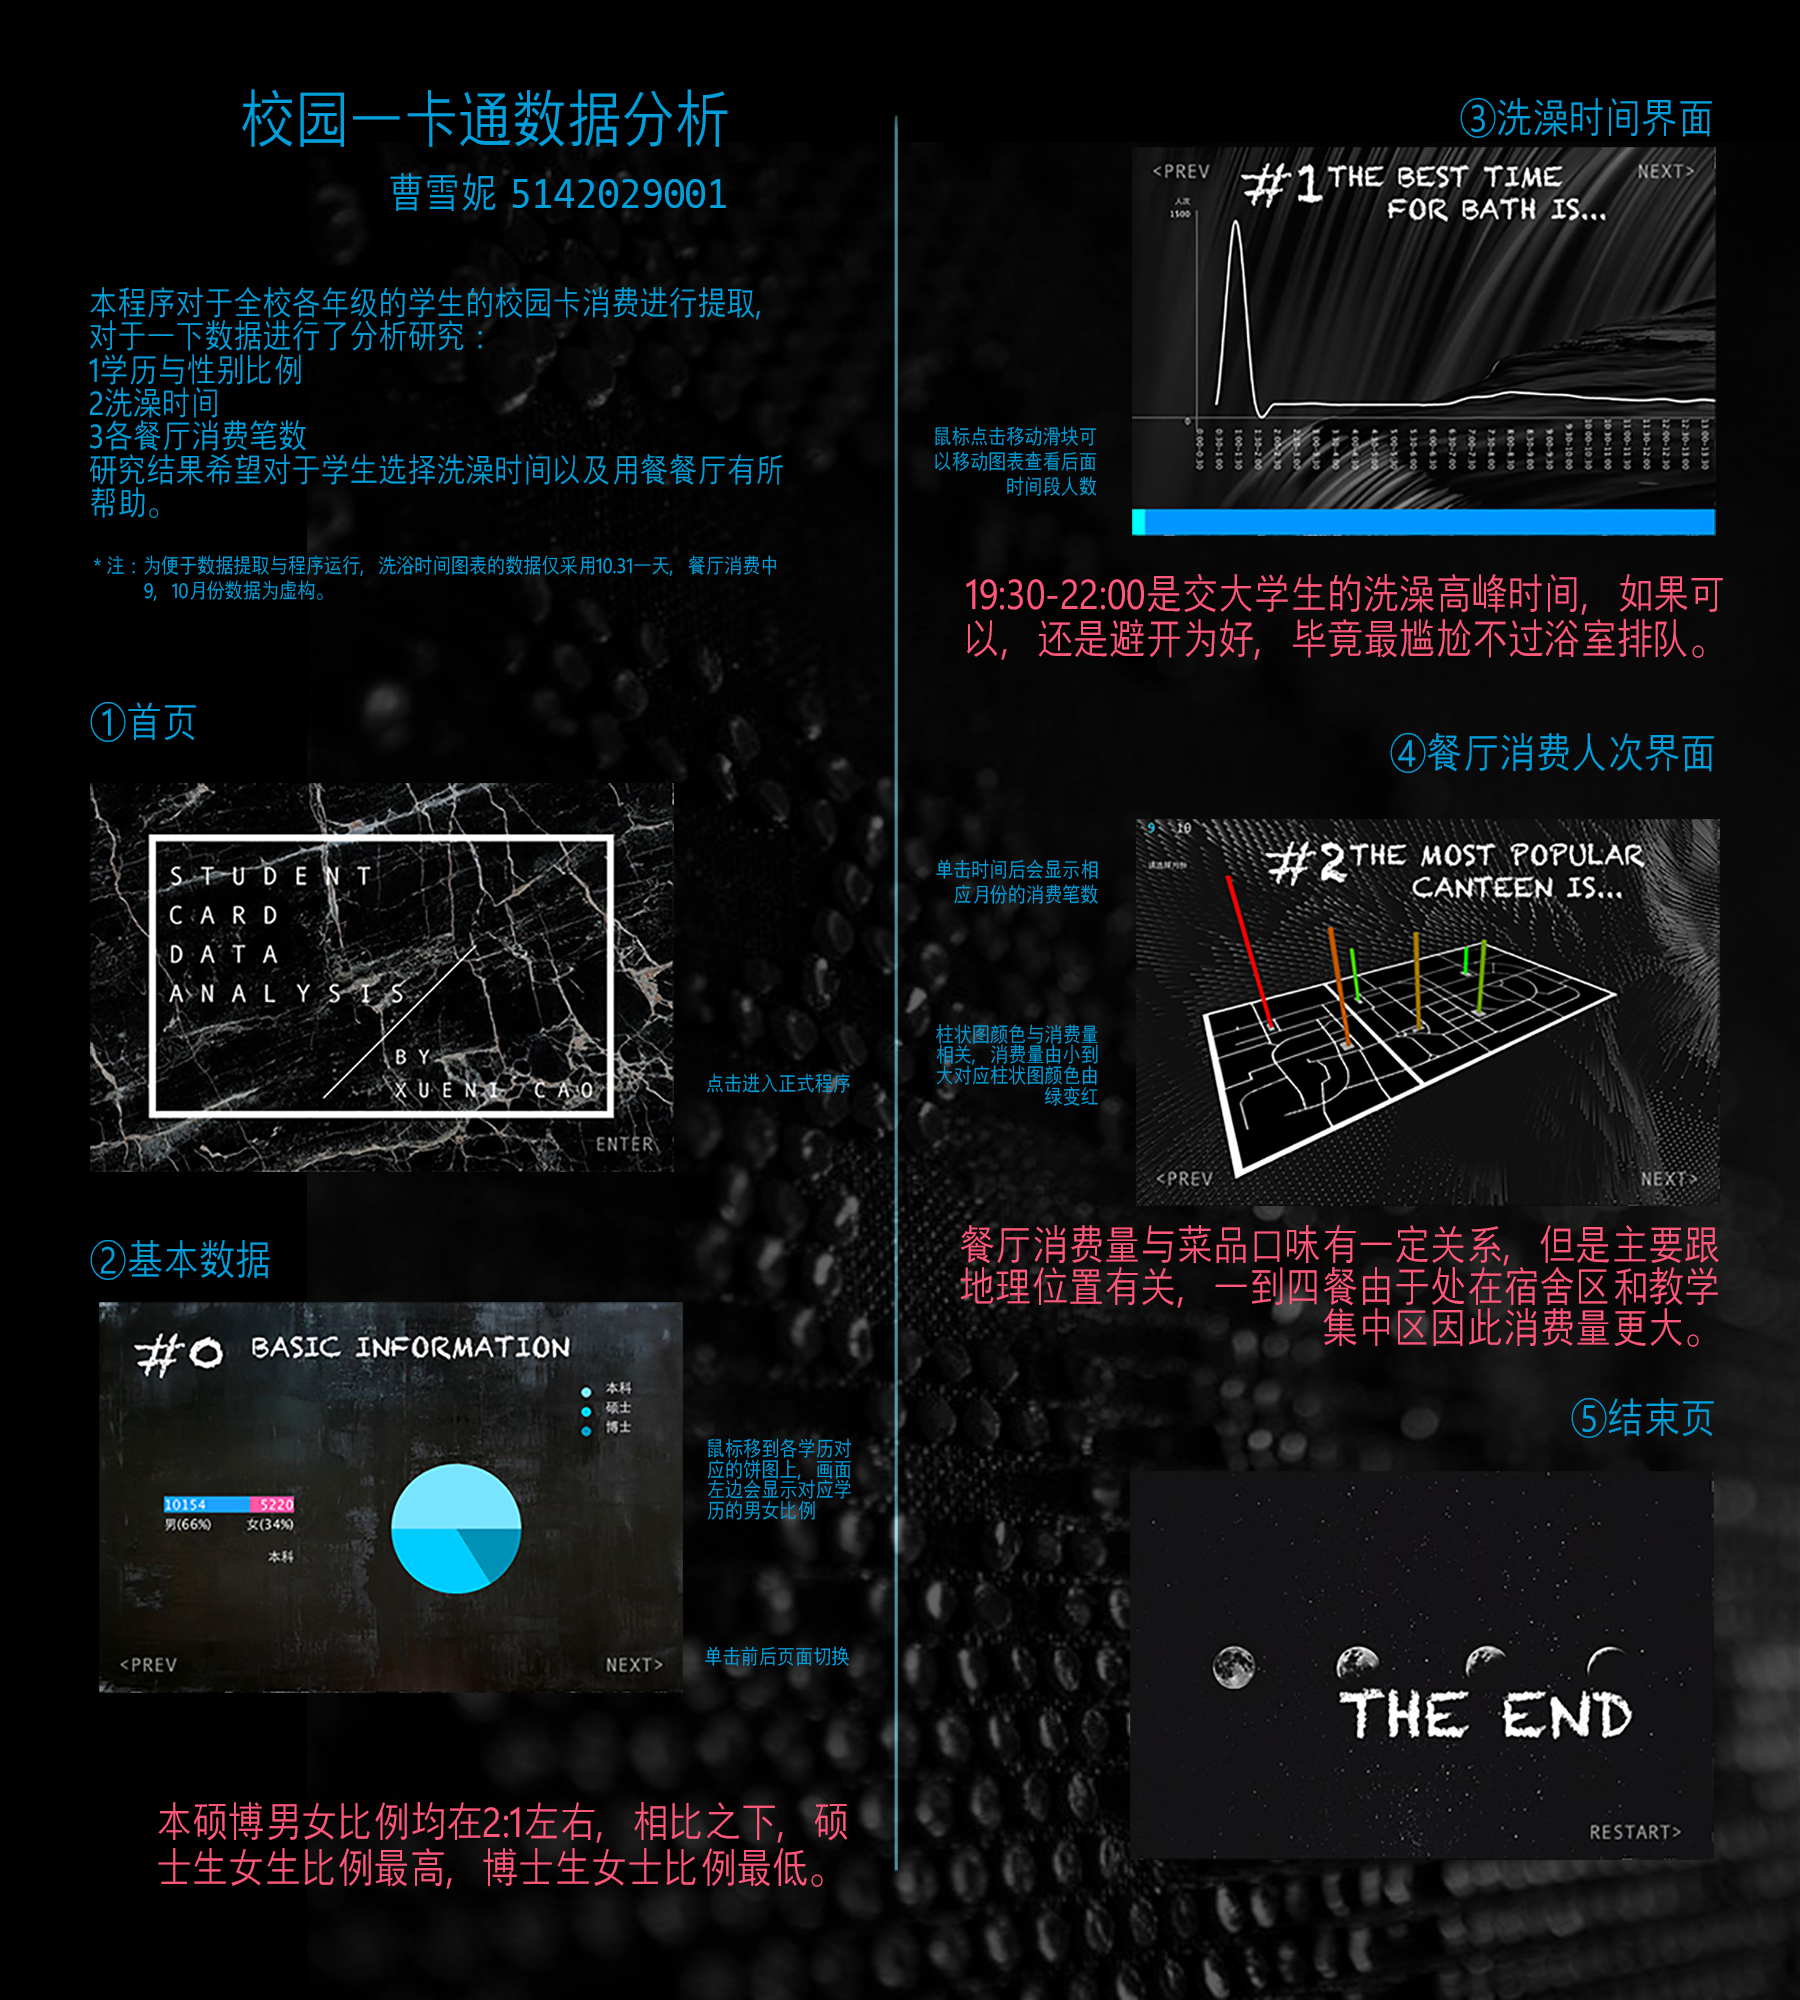 校园一卡通数据分析
曹雪妮 5142029001
本程序对于全校各年级的学生的校园卡消费进行提取,
对于一下数据进行了分析研究：
1学历与性别比例
2洗澡时间
3各餐厅消费笔数
研究结果希望对于学生选择洗澡时间以及用餐餐厅有所
帮助。
* 注：为便于数据提取与程序运行, 洗浴时间图表的数据仅采用10.31一天, 餐厅消费中
9, 10月份数据为虚构。
①首页
STUDENT
CARD
DATA
ANALYSIS
BY
XUENI CAO
ENTER
点击进入正式程序
②基本数据
#0 BASIC INFORMATION
本科
硕士
博士
10154 5220
男(66%) 女(34%)
本科
<PREV NEXT>
鼠标移到各学历对
应的饼图上, 画面
左边会显示对应学
历的男女比例
单击前后页面切换
本硕博男女比例均在2:1左右, 相比之下, 硕
士生女生比例最高, 博士生女士比例最低。
③洗澡时间界面
<PREV NEXT>
#1 THE BEST TIME
FOR BATH IS...
人次
1500
0
鼠标点击移动滑块可
以移动图表查看后面
时间段人数
19:30-22:00是交大学生的洗澡高峰时间, 如果可
以, 还是避开为好, 毕竟最尴尬不过浴室排队。
④餐厅消费人次界面
9 10
请选择月份
#2 THE MOST POPULAR
CANTEEN IS...
<PREV NEXT>
单击时间后会显示相
应月份的消费笔数
柱状图颜色与消费量
相关, 消费量由小到
大对应柱状图颜色由
绿变红
餐厅消费量与菜品口味有一定关系, 但是主要跟
地理位置有关, 一到四餐由于处在宿舍区和教学
集中区因此消费量更大。
⑤结束页
THE END
RESTART>